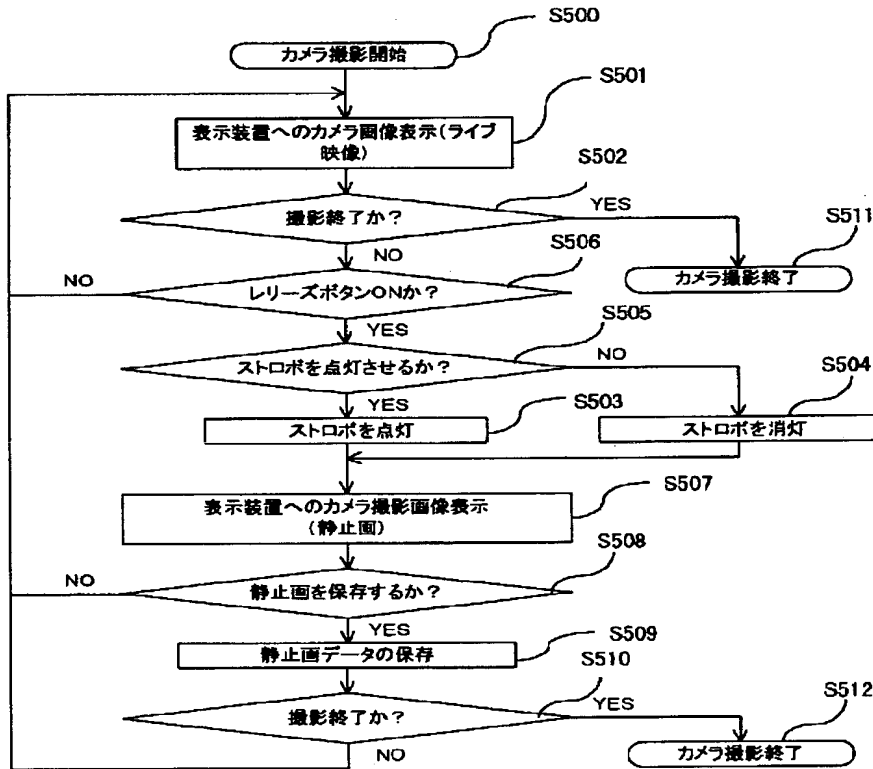 S500
カメラ撮影開始
S501
表示装置へのカメラ画像表示(ライブ
映像)
S502
撮影終了か?
YES
S511
カメラ撮影終了
NO
S506
NO
レリーズボタンONか?
YES
S505
ストロボを点灯させるか?
NO
S504
YES
S503
ストロボを点灯
ストロボを消灯
S507
表示装置へのカメラ撮影画像表示
(静止画)
S508
NO
静止画を保存するか?
YES
S509
静止画データの保存
S510
撮影終了か?
YES
S512
カメラ撮影終了
NO